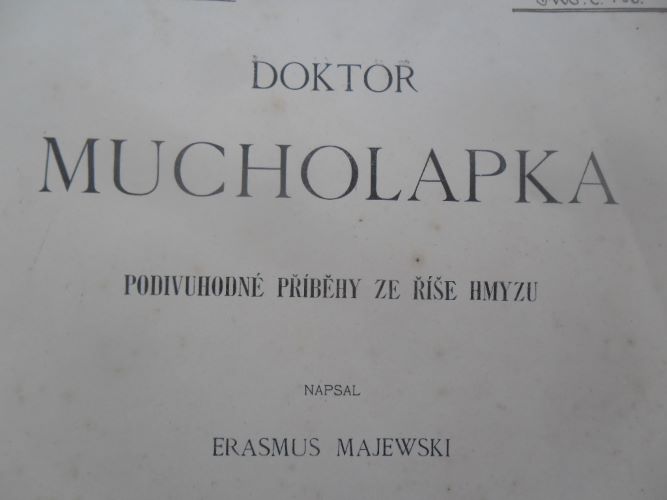 DOKTOR
MUCHOLAPKA
PODIVUHODNÉ PŘÍBĚHY ZE ŘÍŠE HMYZU
NAPSAL
ERASMUS MAJEWSKI